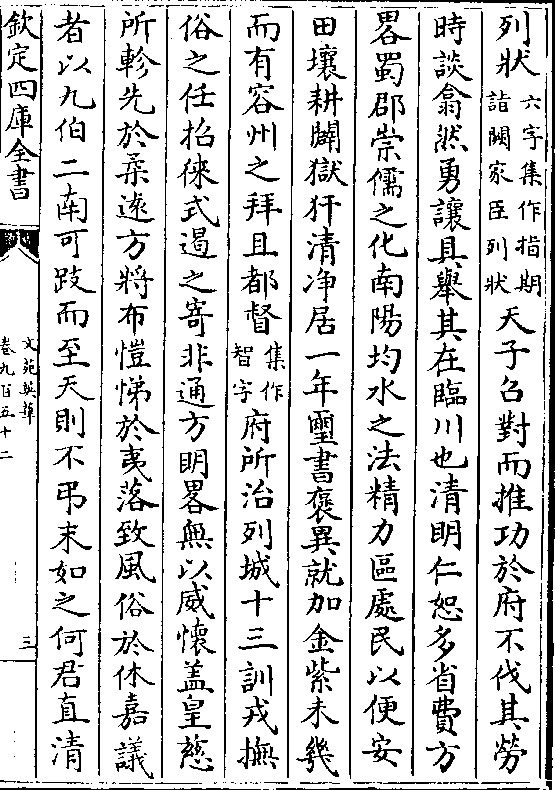 列狀六字集作指期詣闕家臣列狀天子召對而推功於府不伐其勞
時談翕然勇讓具舉其在臨川也清明仁恕多省費方
畧蜀郡崇儒之化南陽均水之法精力區處民以便安
田壤耕闢獄犴清净居一年璽書褒異就加金紫未幾
而有容州之拜且都督集作智字府所治列城十三訓戎撫
俗之任招倈式遏之寄非通方明畧無以威懷盖皇慈
所軫先於柔遠方將布愷悌於夷落致風俗於休嘉議
者以九伯二南可跂而至天則不弔末如之何君直清
欽定四庫全書
文苑英華
卷九百五十二
三